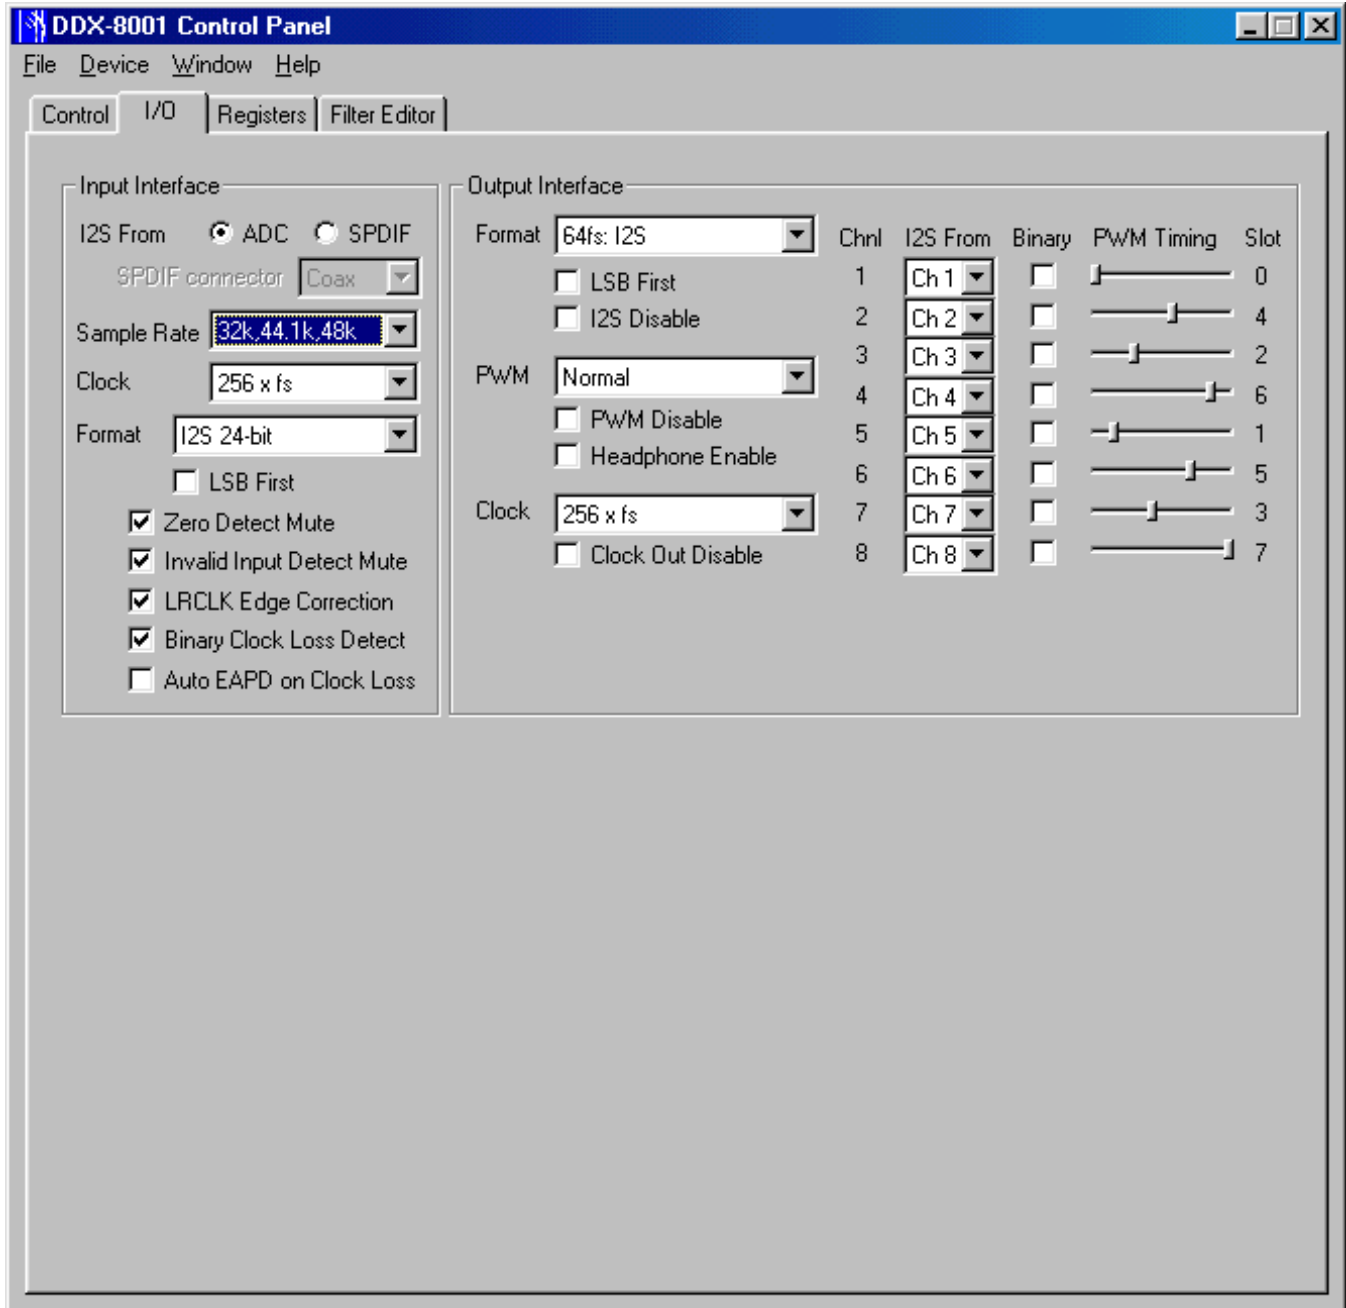 DDX-8001 Control Panel
File Device Window Help
Control I/O Registers Filter Editor
Input Interface
I2S From ADC SPDIF
SPDIF connector Coax
Sample Rate 32k,44.1k,48k
Clock 256 x fs
Format I2S 24-bit
LSB First
Zero Detect Mute
Invalid Input Detect Mute
LRCLK Edge Correction
Binary Clock Loss Detect
Auto EAPD on Clock Loss
Output Interface
Format 64fs: I2S
LSB First
I2S Disable
PWM Normal
PWM Disable
Headphone Enable
Clock 256 x fs
Clock Out Disable
Chnl I2S From Binary PWM Timing Slot
1 Ch 1 0
2 Ch 2 4
3 Ch 3 2
4 Ch 4 6
5 Ch 5 1
6 Ch 6 5
7 Ch 7 3
8 Ch 8 7